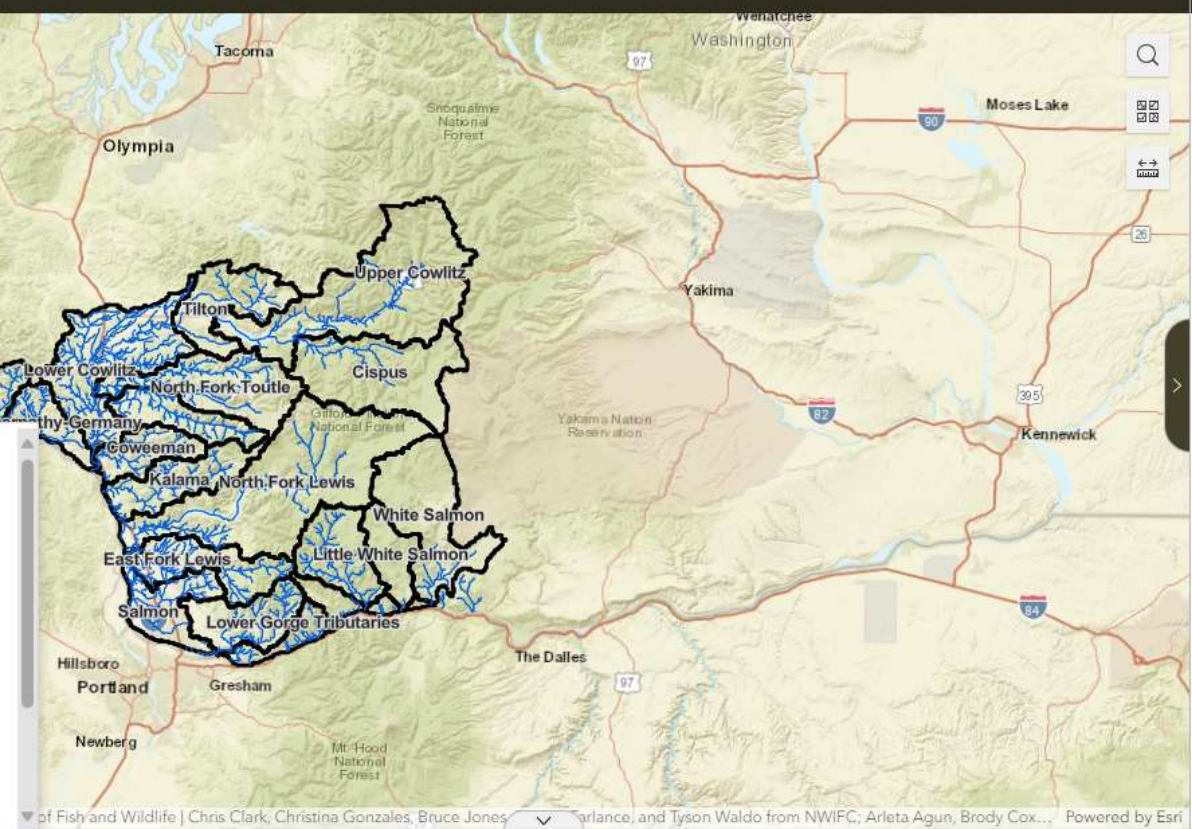 Wenatchee
Washington
Tacoma
97
Snoqualmie
National
Forest
Moses Lake
90
Olympia
26
Upper Cowlitz
Yakima
Tilton
Lower Cowlitz
Cispus
North Fork Toutle
395
82
Gifford
National Forest
Yakama Nation
Reservation
thy-Germany
Kennewick
Coweeman
Kalama
North Fork Lewis
White Salmon
East Fork Lewis
Little White Salmon
Salmon
84
Lower Gorge Tributaries
Hillsboro
The Dalles
Portland
Gresham
97
Newberg
Mt. Hood
National
Forest
of Fish and Wildlife | Chris Clark, Christina Gonzales, Bruce Jones
arlance, and Tyson Waldo from NWIFC; Arleta Agun, Brody Cox...
Powered by Esri